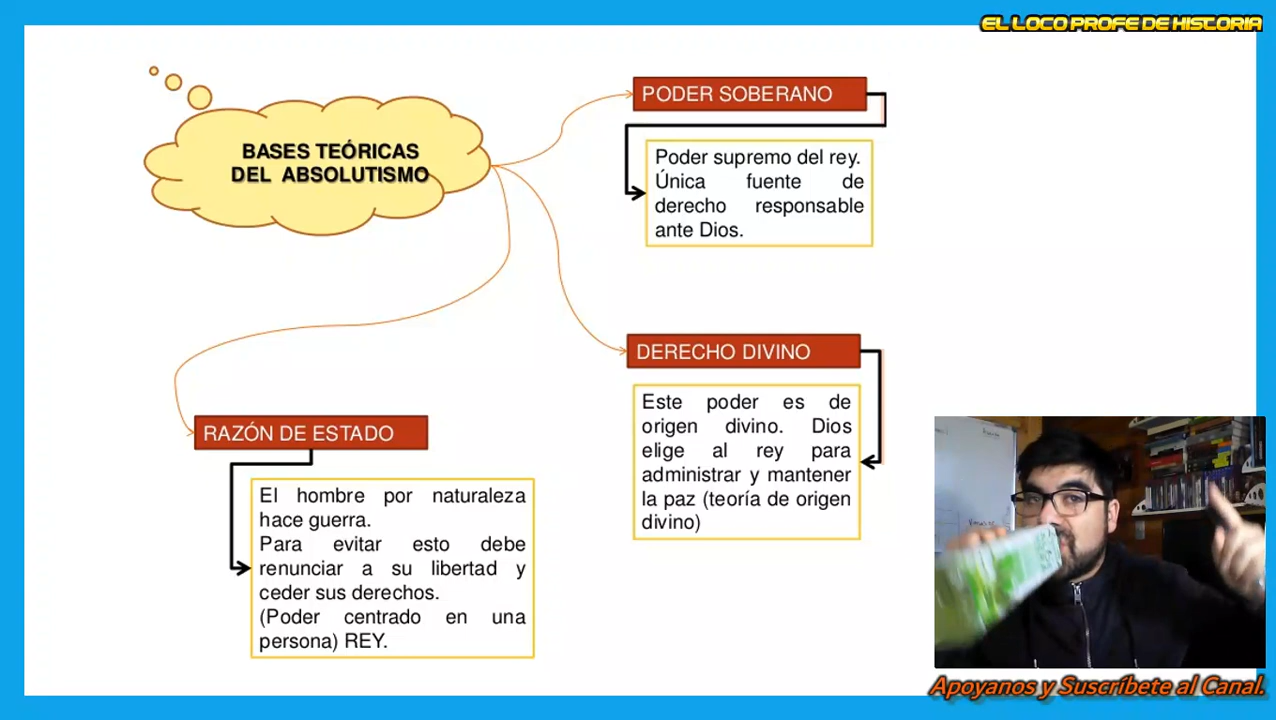 EL LOCO PROFE DE HISTORIA
BASES TEÓRICAS
DEL ABSOLUTISMO
PODER SOBERANO
Poder supremo del rey.
Única fuente de
derecho responsable
ante Dios.
DERECHO DIVINO
Este poder es de
origen divino. Dios
elige al rey para
administrar y mantener
la paz (teoría de origen
divino)
RAZÓN DE ESTADO
El hombre por naturaleza
hace guerra.
Para evitar esto debe
renunciar a su libertad y
ceder sus derechos.
(Poder centrado en una
persona) REY.
Apoyanos y Suscríbete al Canal.